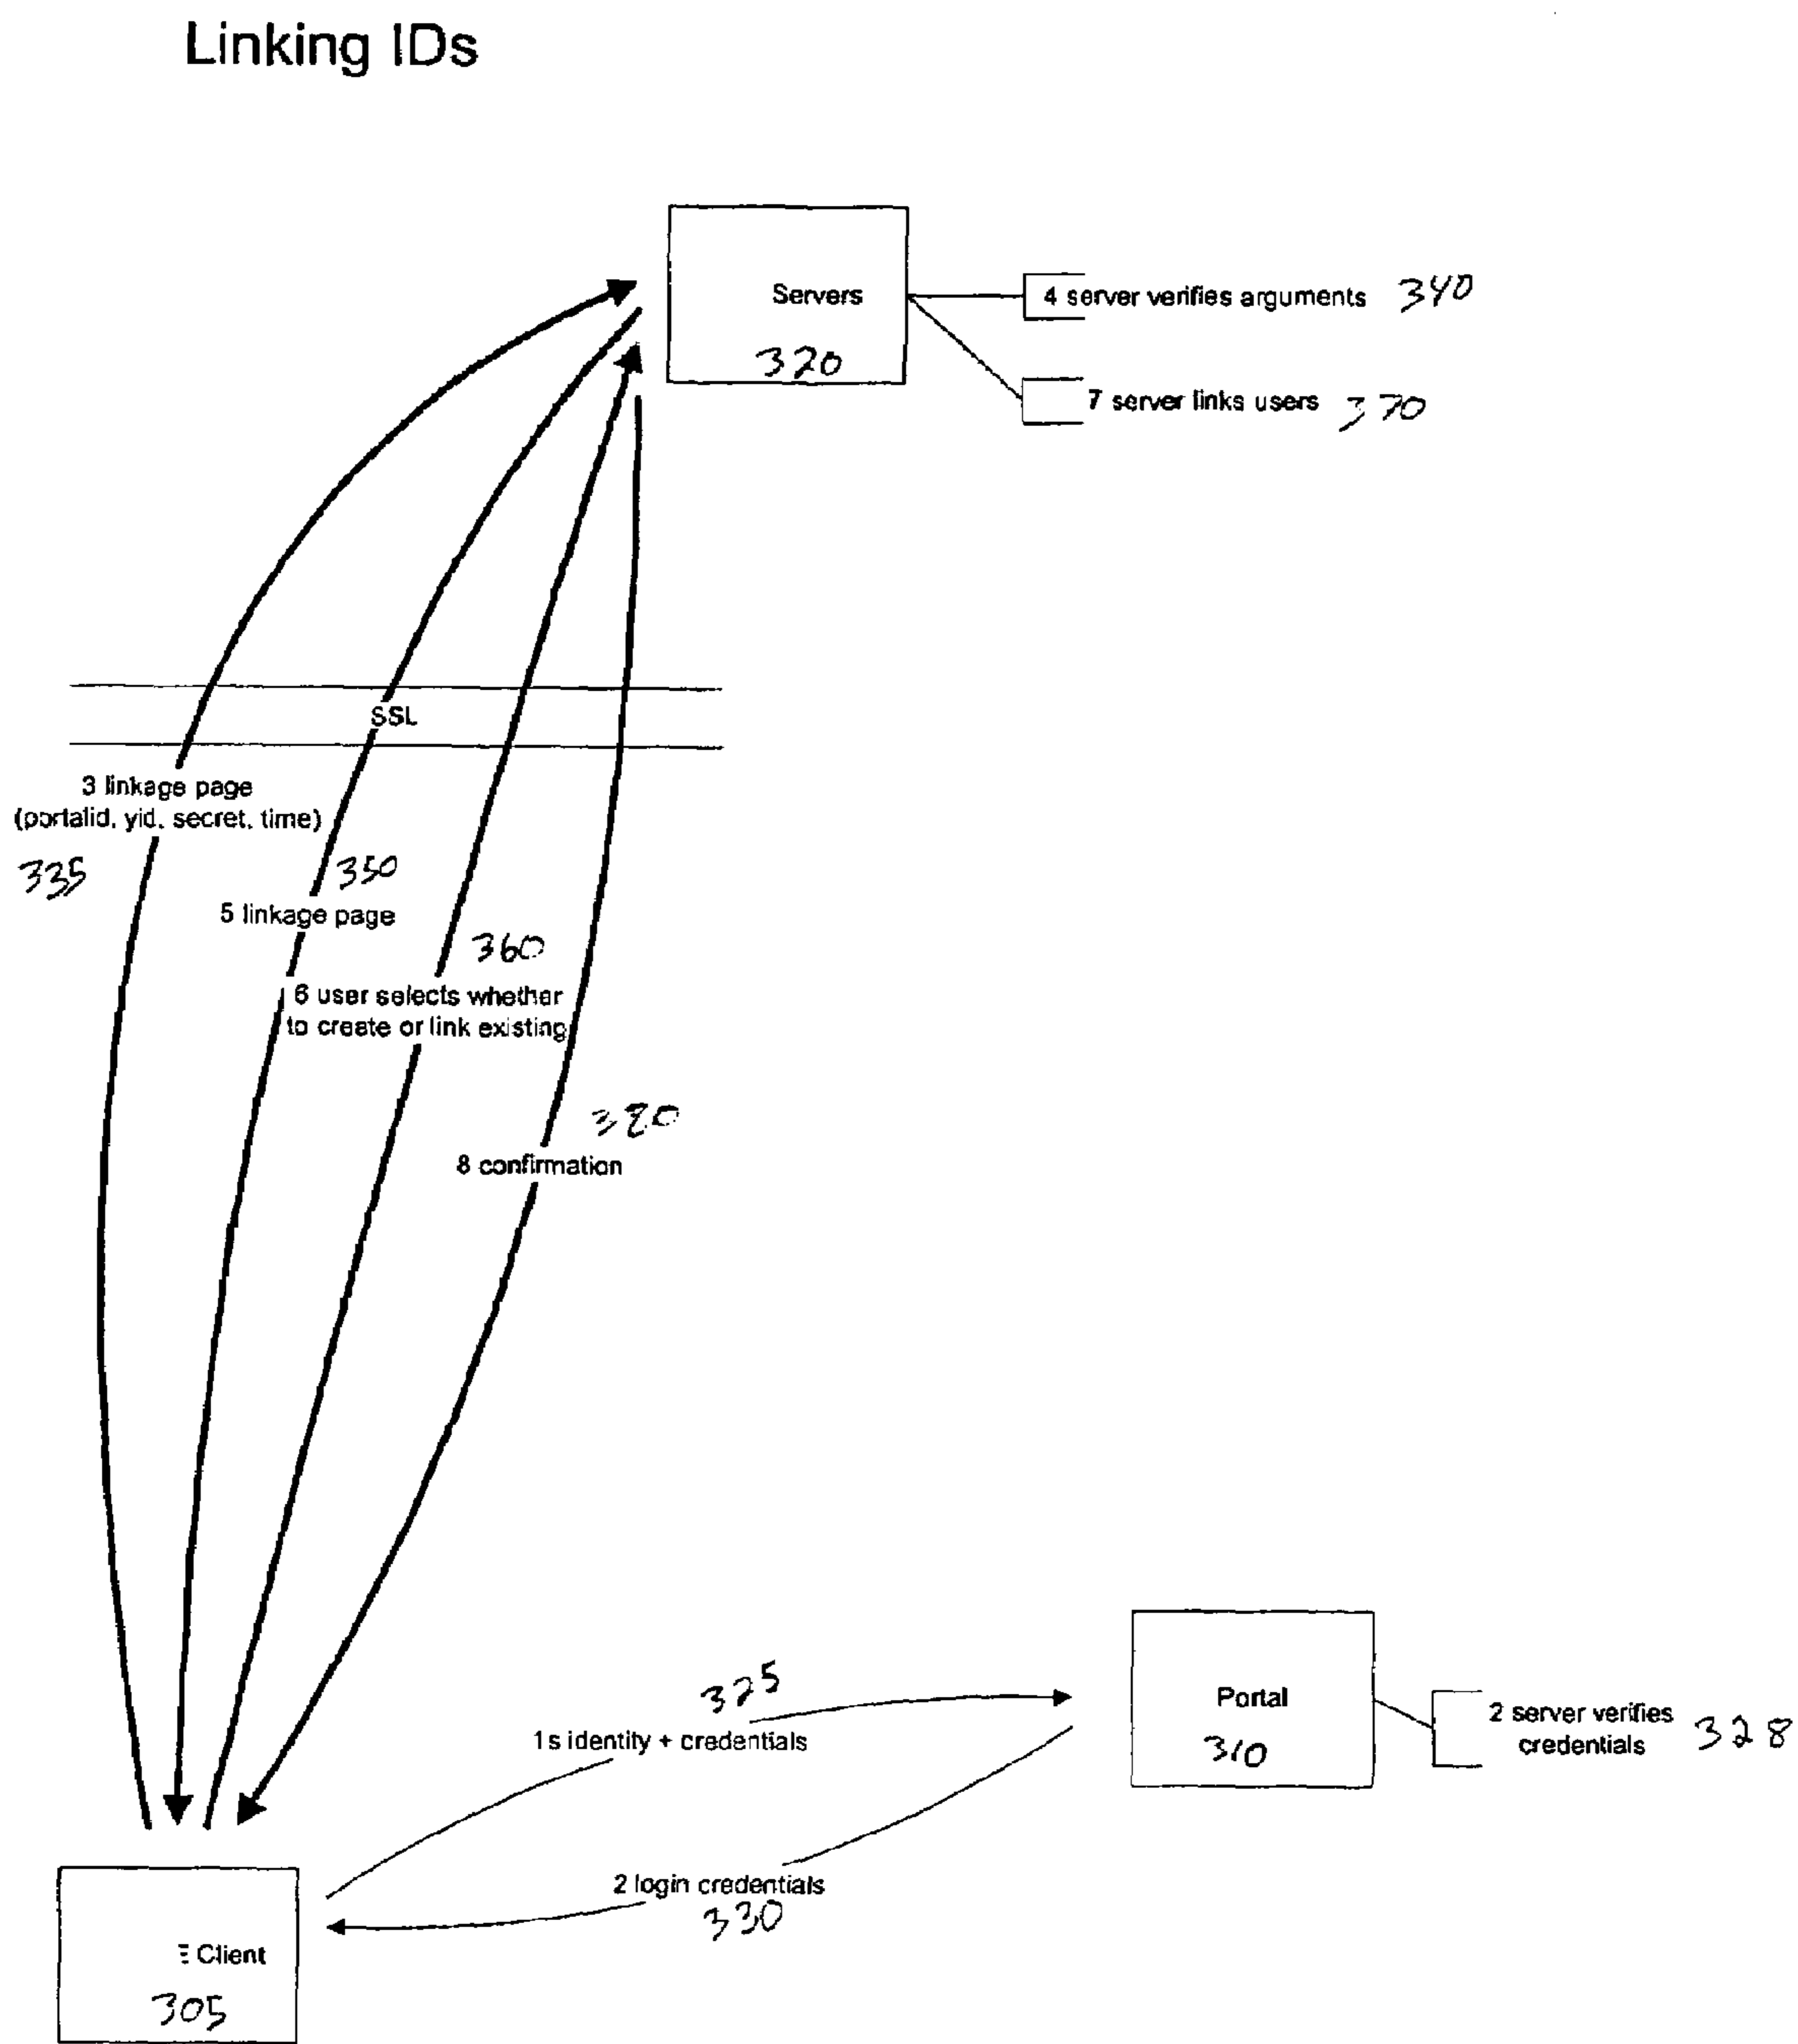 Linking IDs
Servers
320
4 server verifies arguments 340
7 server links users 370
SSL
3 linkage page
(portalid, yid, secret, time)
335
350
5 linkage page
360
6 user selects whether
to create or link existing
380
8 confirmation
325
1s identity + credentials
Portal
310
2 server verifies
credentials 328
2 login credentials
330
Client
305